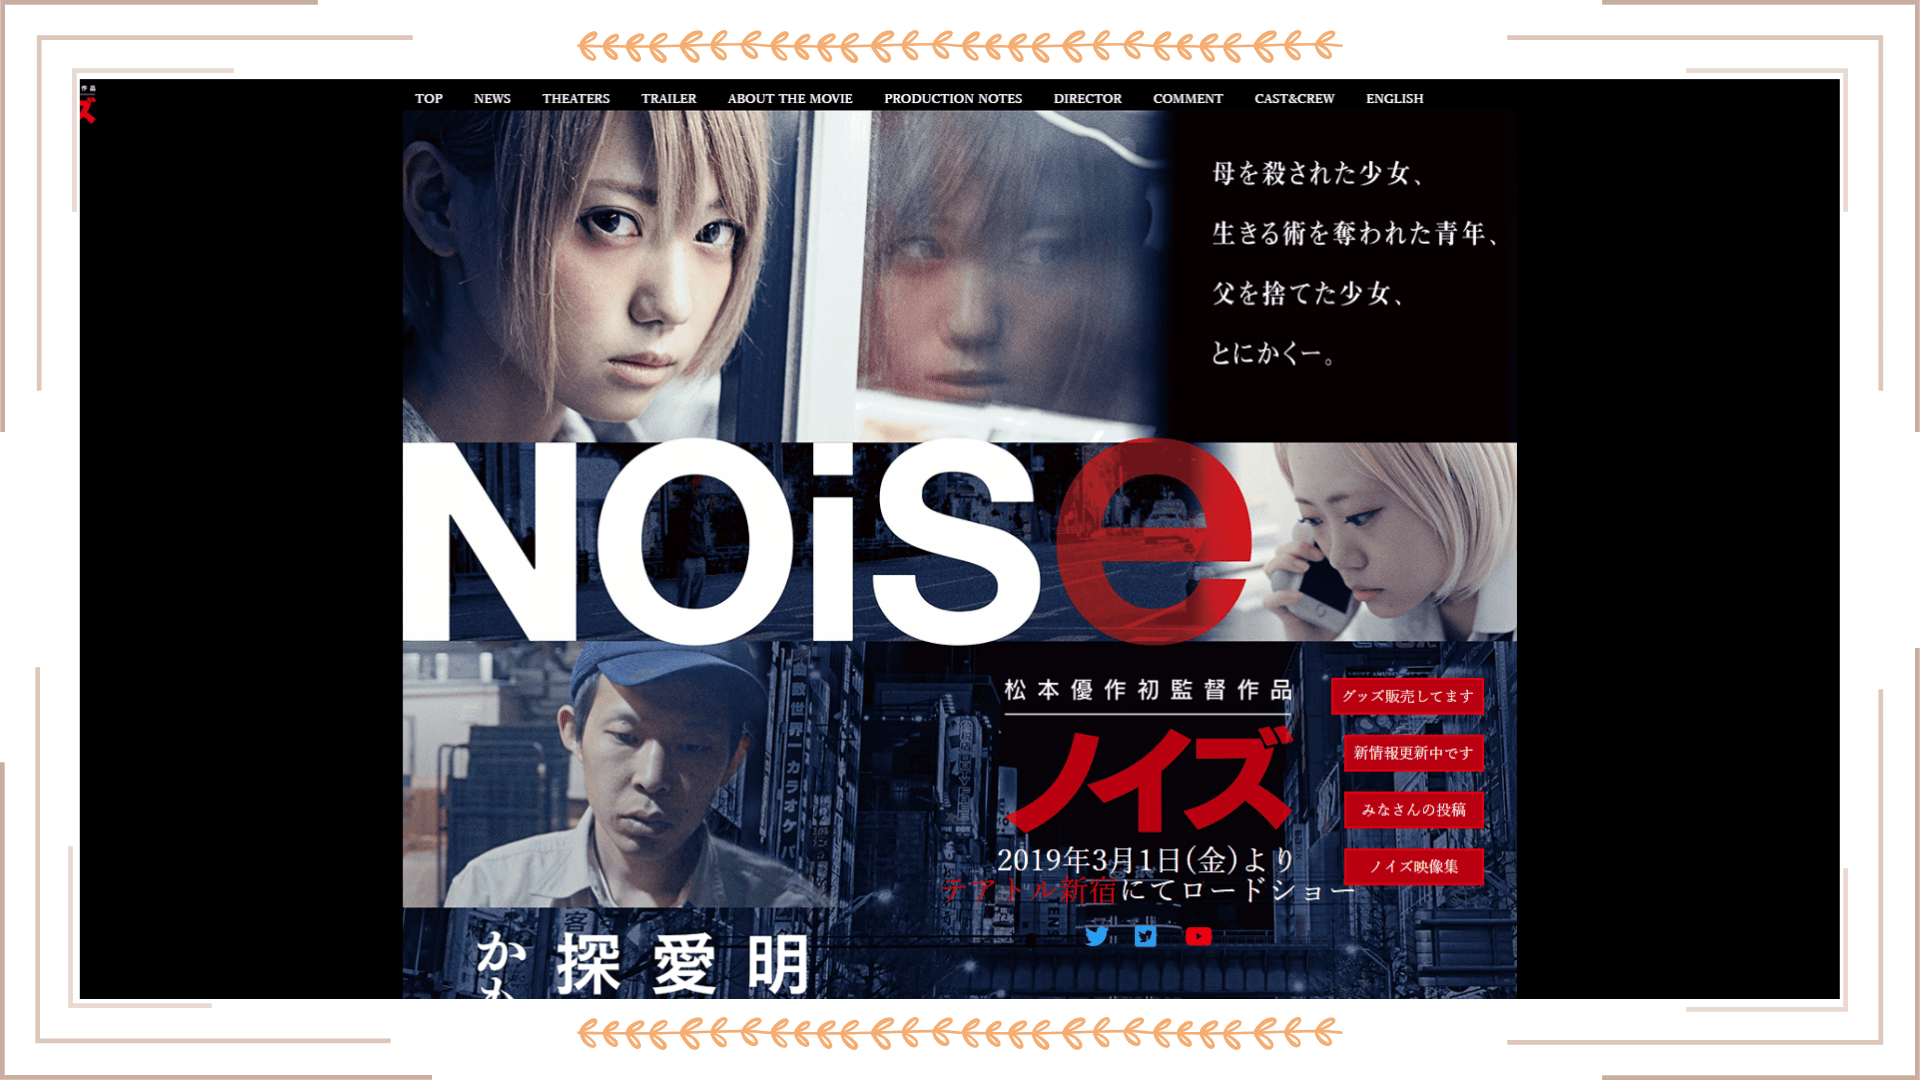 作品
ズ
TOP NEWS THEATERS TRAILER ABOUT THE MOVIE PRODUCTION NOTES DIRECTOR COMMENT CAST&CREW ENGLISH
母を殺された少女、
生きる術を奪われた青年、
父を捨てた少女、
とにかくー。
NOiSe
松本優作初監督作品
ノイズ
2019年3月1日(金)より
テアトル新宿にてロードショー
グッズ販売してます
新情報更新中です
みなさんの投稿
ノイズ映像集
明
愛
探
か